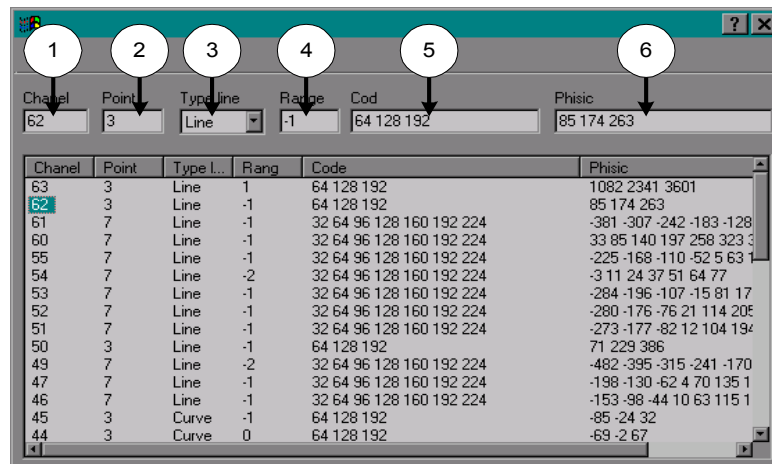 1 2 3 4 5 6
Chanel Point Type line Range Cod Phisic
62 3 Line -1 64 128 192 85 174 263
Chanel Point Type l... Rang Code Phisic
63 3 Line 1 64 128 192 1082 2341 3601
62 3 Line -1 64 128 192 85 174 263
61 7 Line -1 32 64 96 128 160 192 224 -381 -307 -242 -183 -128
60 7 Line -1 32 64 96 128 160 192 224 33 85 140 197 258 323
55 7 Line -1 32 64 96 128 160 192 224 -225 -168 -110 -52 5 63
54 7 Line -2 32 64 96 128 160 192 224 -3 11 24 37 51 64 77
53 7 Line -1 32 64 96 128 160 192 224 -284 -196 -107 -15 81 17
52 7 Line -1 32 64 96 128 160 192 224 -280 -176 -76 21 114 205
51 7 Line -1 32 64 96 128 160 192 224 -273 -177 -82 12 104 194
50 3 Line -1 64 128 192 71 229 386
49 7 Line -2 32 64 96 128 160 192 224 -482 -395 -315 -241 -170
47 7 Line -1 32 64 96 128 160 192 224 -198 -130 -62 4 70 135 1
46 7 Line -1 32 64 96 128 160 192 224 -153 -98 -44 10 63 115 1
45 3 Curve -1 64 128 192 -85 -24 32
44 3 Curve 0 64 128 192 -69 -2 67